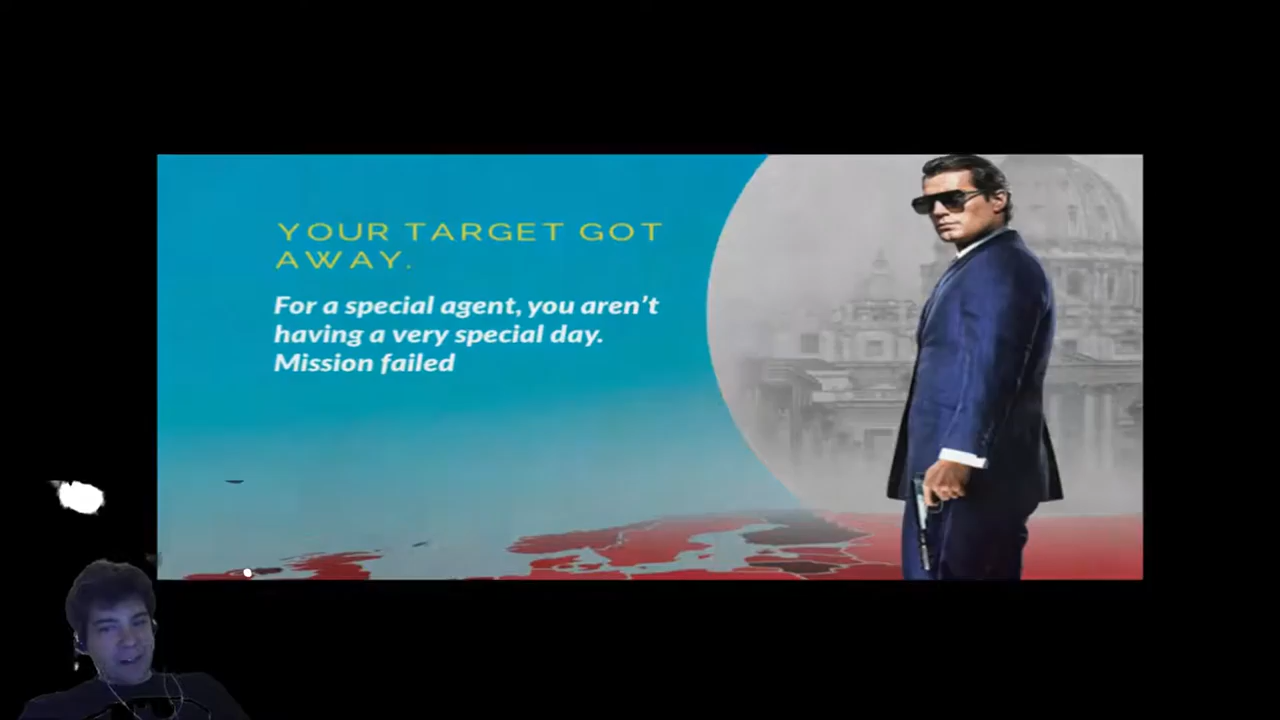 YOUR TARGET GOT
AWAY.
For a special agent, you aren't
having a very special day.
Mission failed